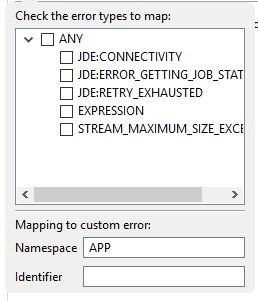 Check the error types to map:
ANY
JDE:CONNECTIVITY
JDE:ERROR_GETTING_JOB_STAT
JDE:RETRY_EXHAUSTED
EXPRESSION
STREAM_MAXIMUM_SIZE_EXCE
Mapping to custom error:
Namespace APP
Identifier